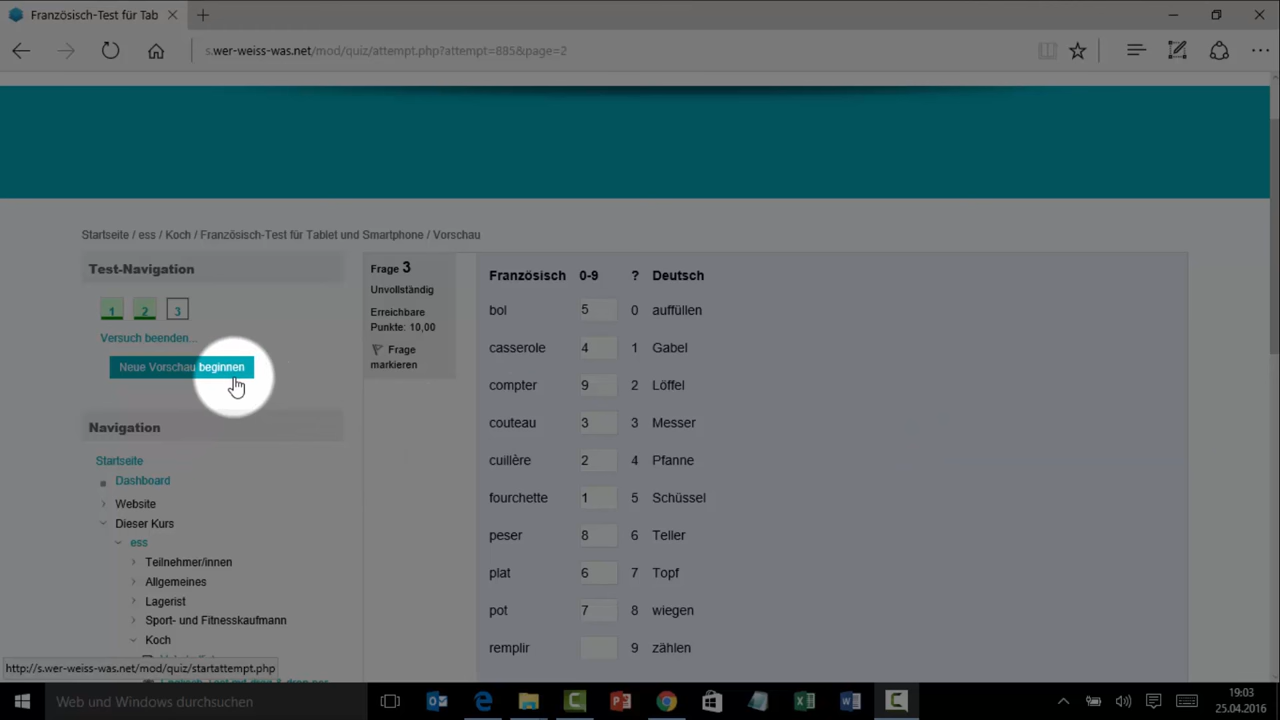 Französisch-Test für Tab
s.wer-weiss-was.net/mod/quiz/attempt.php?attempt=885&page=2
Startseite / ess / Koch / Französisch-Test für Tablet und Smartphone / Vorschau
Test-Navigation
1 2 3
Versuch beenden...
Neue Vorschau beginnen
Navigation
Startseite
Dashboard
Website
Dieser Kurs
ess
Teilnehmer/innen
Allgemeines
Lagerist
Sport- und Fitnesskaufmann
Koch
Frage 3
Unvollständig
Erreichbare
Punkte: 10,00
Frage
markieren
Französisch 0-9 ? Deutsch
bol 5 0 auffüllen
casserole 4 1 Gabel
compter 9 2 Löffel
couteau 3 3 Messer
cuillère 2 4 Pfanne
fourchette 1 5 Schüssel
peser 8 6 Teller
plat 6 7 Topf
pot 7 8 wiegen
remplir 9 zählen
http://s.wer-weiss-was.net/mod/quiz/startattempt.php
Web und Windows durchsuchen
19:03
25.04.2016